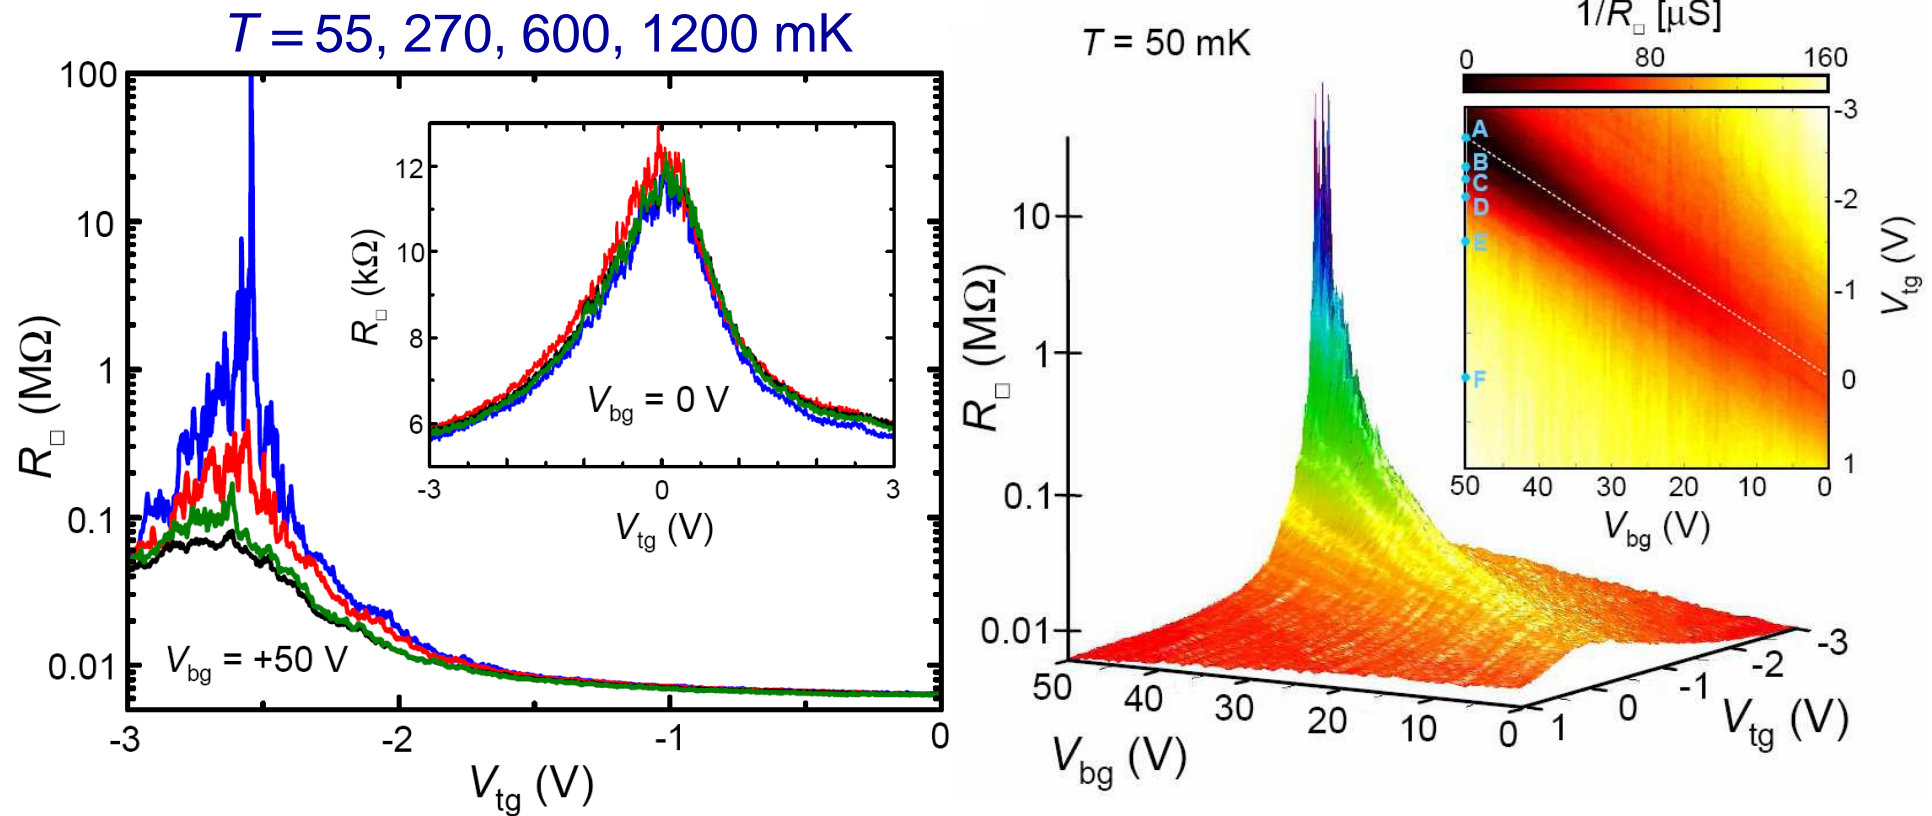 T = 55, 270, 600, 1200 mK
100
10
1
0.1
0.01
R□ (MΩ)
-3
-2
-1
0
Vtg (V)
Vbg = +50 V
12
10
8
6
R□ (kΩ)
Vbg = 0 V
-3
0
3
Vtg (V)
T = 50 mK
10
1
0.1
0.01
R□ (MΩ)
50
40
30
20
10
0
Vbg (V)
1
0
-1
-2
-3
Vtg (V)
1/R□ [μS]
0
80
160
A
B
C
D
E
F
-3
-2
-1
0
1
Vtg (V)
50
40
30
20
10
0
Vbg (V)